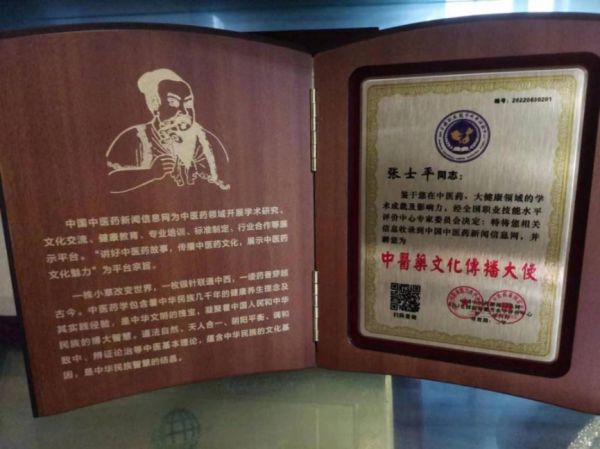 中国中医药新闻信息网为中医药领域开展学术研究、
文化交流、健康教育、专业培训、标准制定、行业合作等展
示平台。“讲好中医药故事，传播中医药文化，展示中医药
文化魅力”为平台宗旨。
一株小草改变世界，一枚银针联通中西，一缕药香穿越
古今。中医药学包含着中华民族几千年的健康养生理念及
其实践经验，是中华文明的瑰宝，凝聚着中国人民和中华
民族的博大智慧。道法自然、天人合一、阴阳平衡、调和
致中、辨证论治等中医基本理论，蕴含中华民族的文化基
因，是中华民族智慧的结晶。
编号：20220630201
张士平同志：
鉴于您在中医药，大健康领域的学
术成就及影响力，经全国职业技能水平
评价中心专家委员会决定：特将您相关
信息收录到中国中医药新闻信息网，并
聘您为
中醫藥文化傳播大使
扫码查询